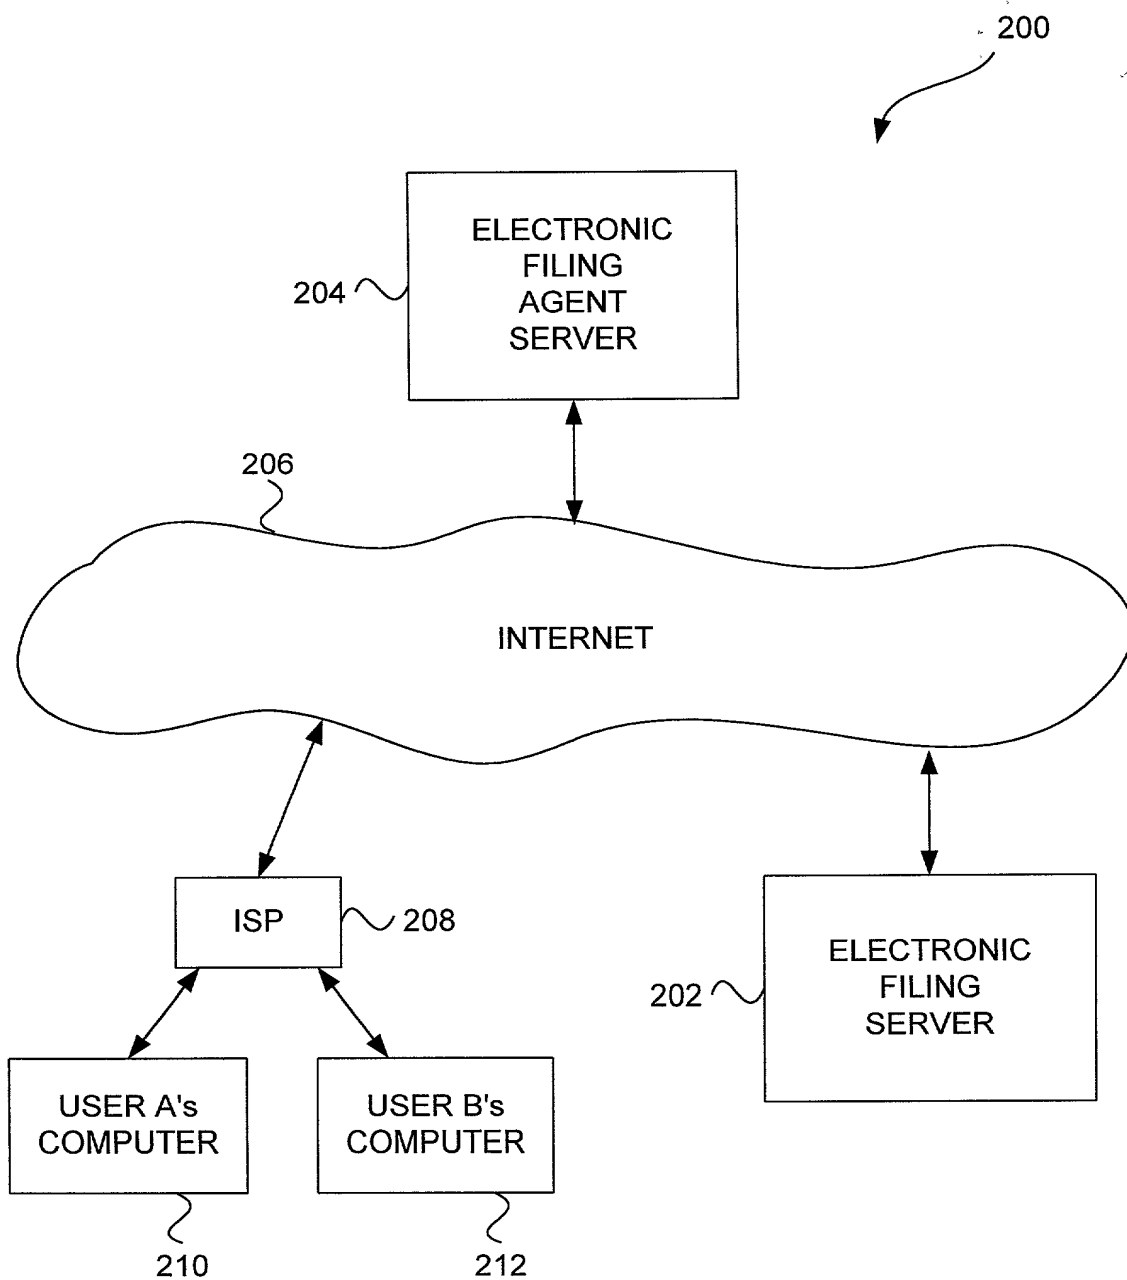 200
ELECTRONIC
FILING
AGENT
SERVER
204
206
INTERNET
ISP
208
ELECTRONIC
FILING
SERVER
202
USER A's
COMPUTER
USER B's
COMPUTER
210
212